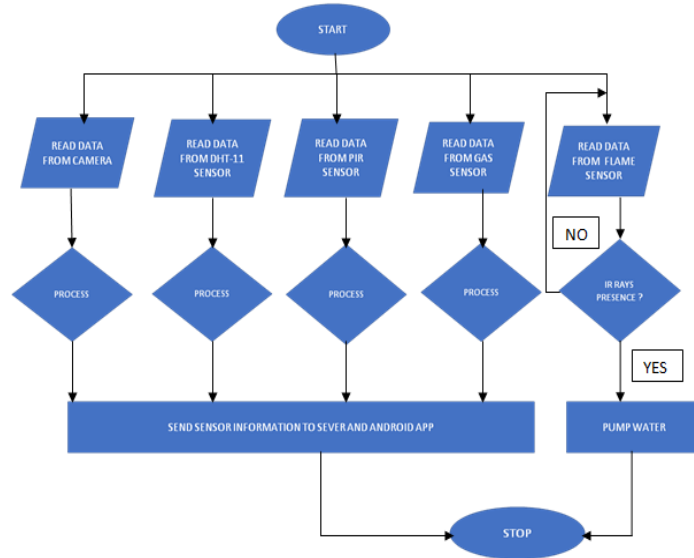 START
READ DATA
FROM CAMERA
READ DATA
FROM DHT-11
SENSOR
READ DATA
FROM PIR
SENSOR
READ DATA
FROM GAS
SENSOR
READ DATA
FROM FLAME
SENSOR
NO
PROCESS
PROCESS
PROCESS
PROCESS
IR RAYS
PRESENCE ?
YES
SEND SENSOR INFORMATION TO SEVER AND ANDROID APP
PUMP WATER
STOP